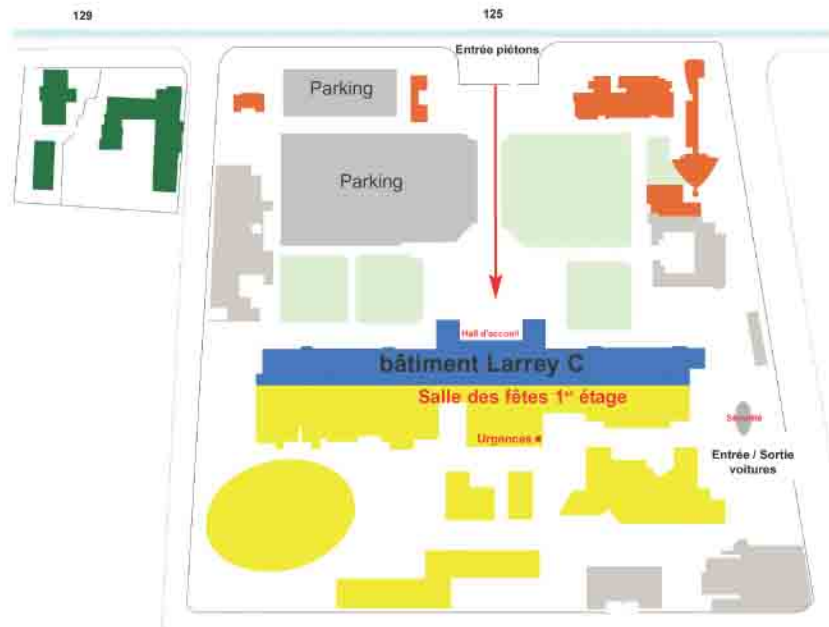 129
125
Entrée piétons
Parking
Parking
Hall d'accueil
bâtiment Larrey C
Salle des fêtes 1er étage
Sécurité
Urgences
Entrée / Sortie
voitures